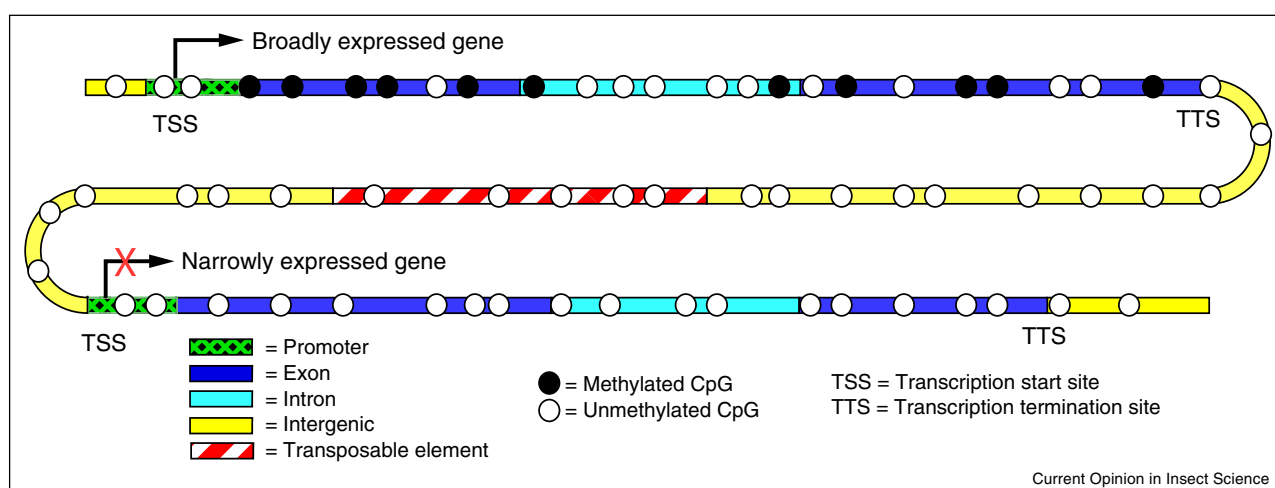 Broadly expressed gene
TSS
TTS
Narrowly expressed gene
TSS
TTS
= Promoter
= Exon
= Intron
= Intergenic
= Transposable element
= Methylated CpG
= Unmethylated CpG
TSS = Transcription start site
TTS = Transcription termination site
Current Opinion in Insect Science